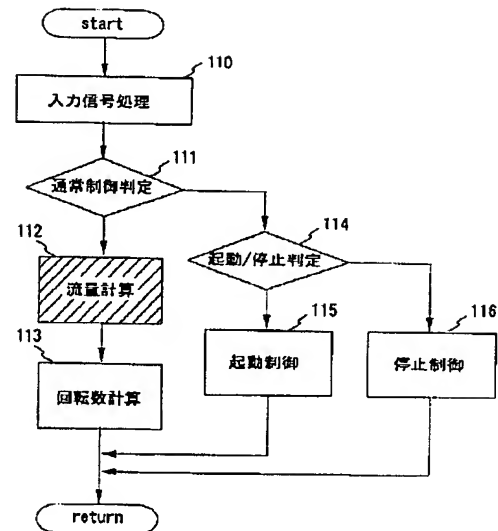 start
110
入力信号処理
111
通常制御判定
112
114
起動/停止判定
流量計算
113
115
116
起動制御
停止制御
回転数計算
return